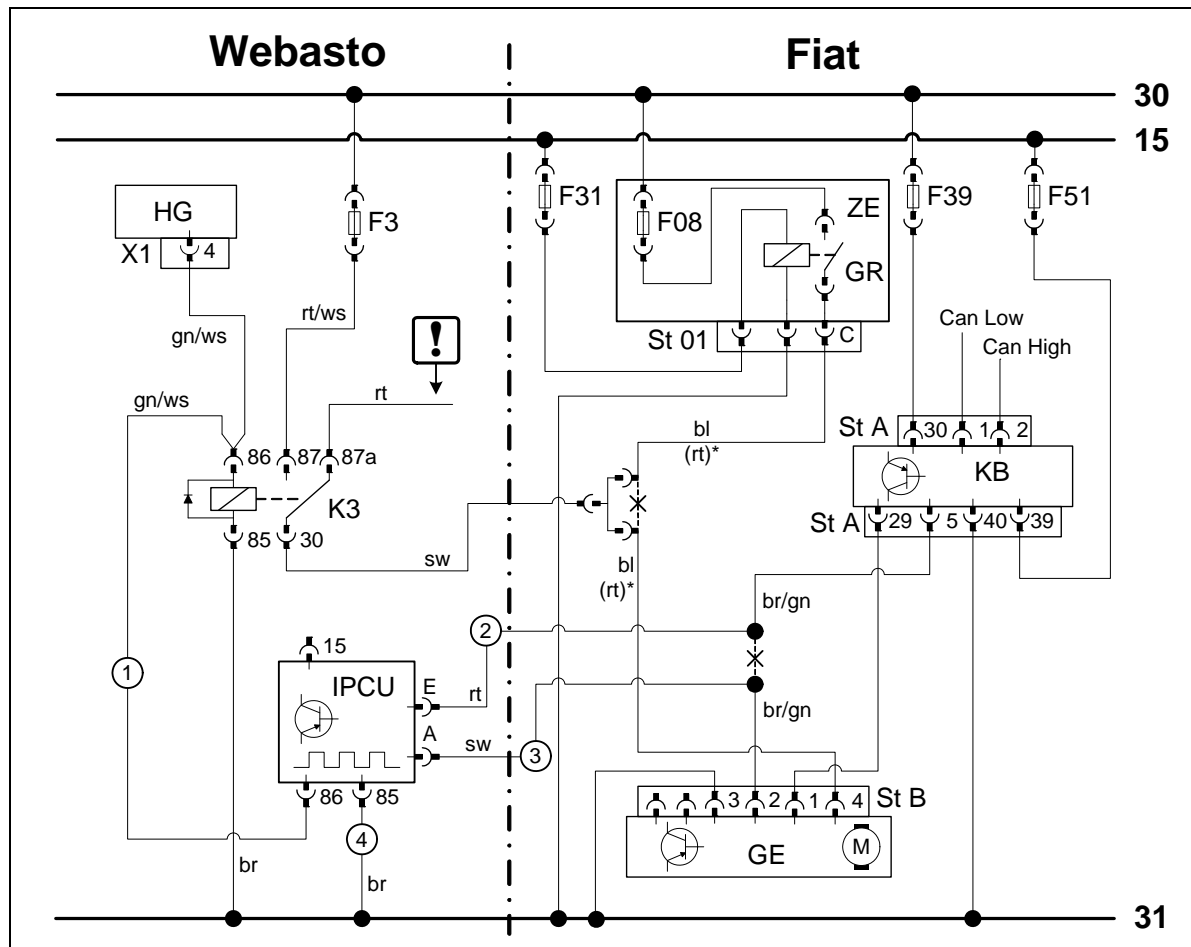 Webasto
Fiat
30
15
HG
X1
4
F3
F31
F08
ZE
GR
F39
F51
St 01
C
rt/ws
gn/ws
!
rt
Can Low
Can High
gn/ws
86
87
87a
K3
85
30
sw
bl
(rt)*
bl
(rt)*
St A
30
1
2
KB
St A
29
5
40
39
br/gn
br/gn
1
2
3
4
15
IPCU
E
rt
A
sw
86
85
br
br
3
2
1
4
St B
GE
M
31